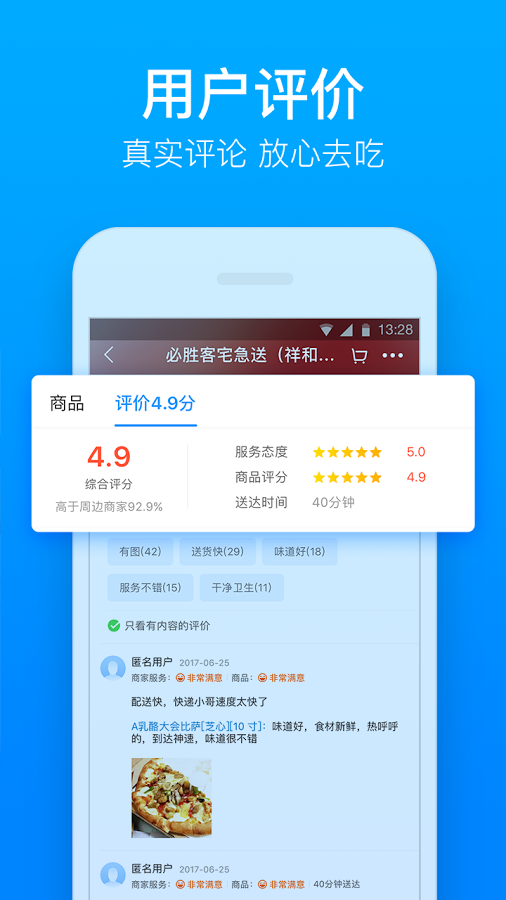 用户评价
真实评论 放心去吃
13:28
必胜客宅急送（祥和...
商品 评价4.9分
4.9
综合评分
高于周边商家92.9%
服务态度 5.0
商品评分 4.9
送达时间 40分钟
有图(42) 送货快(29) 味道好(18)
服务不错(15) 干净卫生(11)
只看有内容的评价
匿名用户 2017-06-25
商家服务: 非常满意 商品: 非常满意
配送快，快递小哥速度太快了
A乳酪大会比萨[芝心][10 寸]：味道好，食材新鲜，热呼呼
的，到达神速，味道很不错
匿名用户 2017-06-25
商家服务: 非常满意 商品: 非常满意 40分钟送达